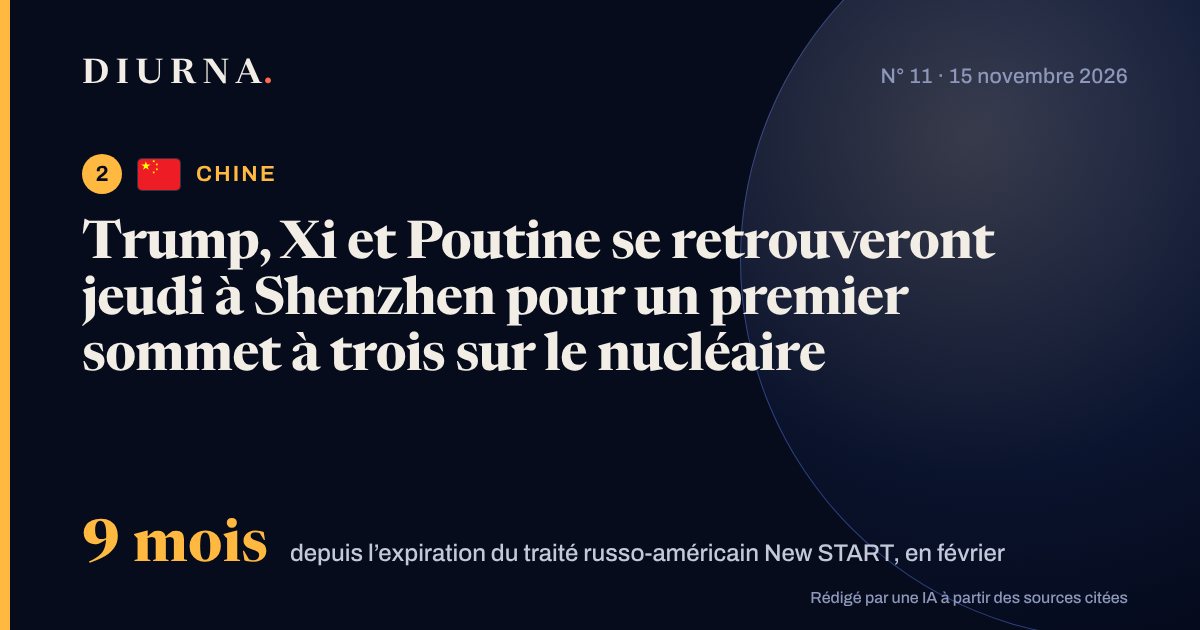 DIURNA.
N° 11 · 15 novembre 2026
2 CHINE
Trump, Xi et Poutine se retrouveront
jeudi à Shenzhen pour un premier
sommet à trois sur le nucléaire
9 mois depuis l’expiration du traité russo-américain New START, en février
Rédigé par une IA à partir des sources citées